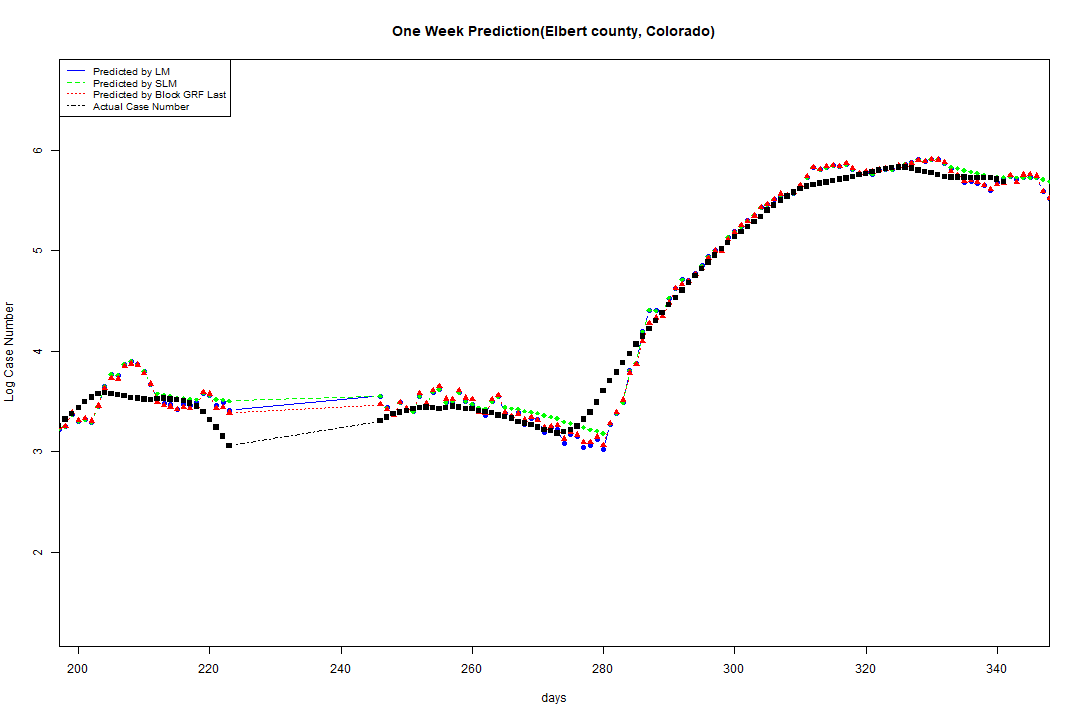 One Week Prediction(Elbert county, Colorado)
Predicted by LM
Predicted by SLM
Predicted by Block GRF Last
Actual Case Number
Log Case Number
6
5
4
3
2
200 220 240 260 280 300 320 340
days